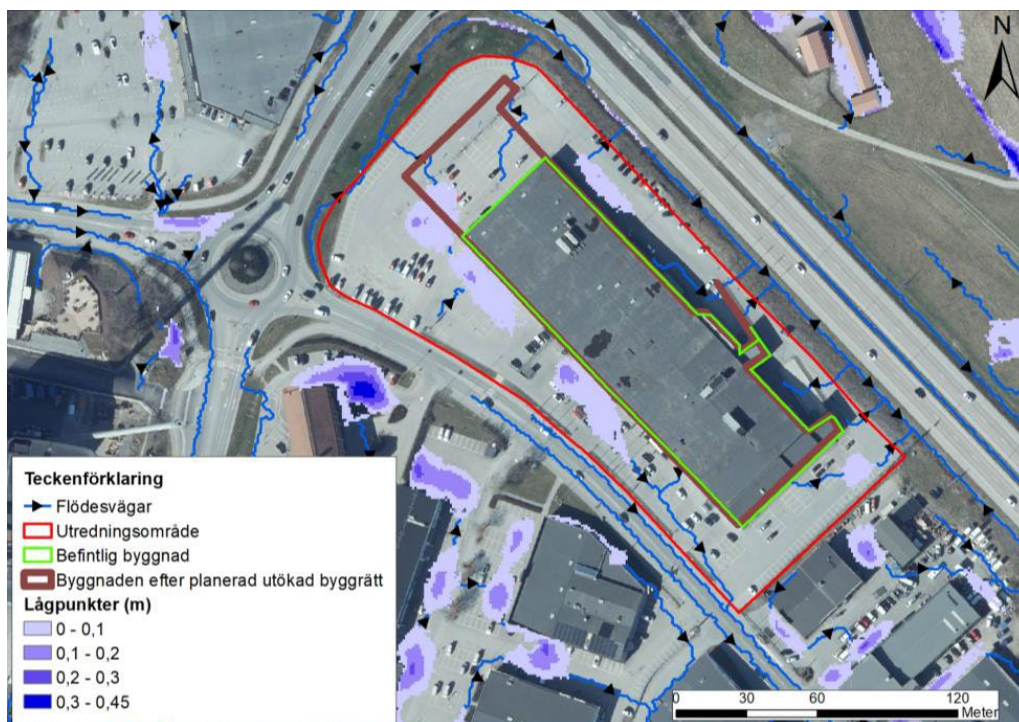 N
Teckenförklaring
Flödesvägar
Utredningsområde
Befintlig byggnad
Byggnaden efter planerad utökad byggrätt
Lågpunkter (m)
0 - 0,1
0,1 - 0,2
0,2 - 0,3
0,3 - 0,45
0 30 60 120
Meter